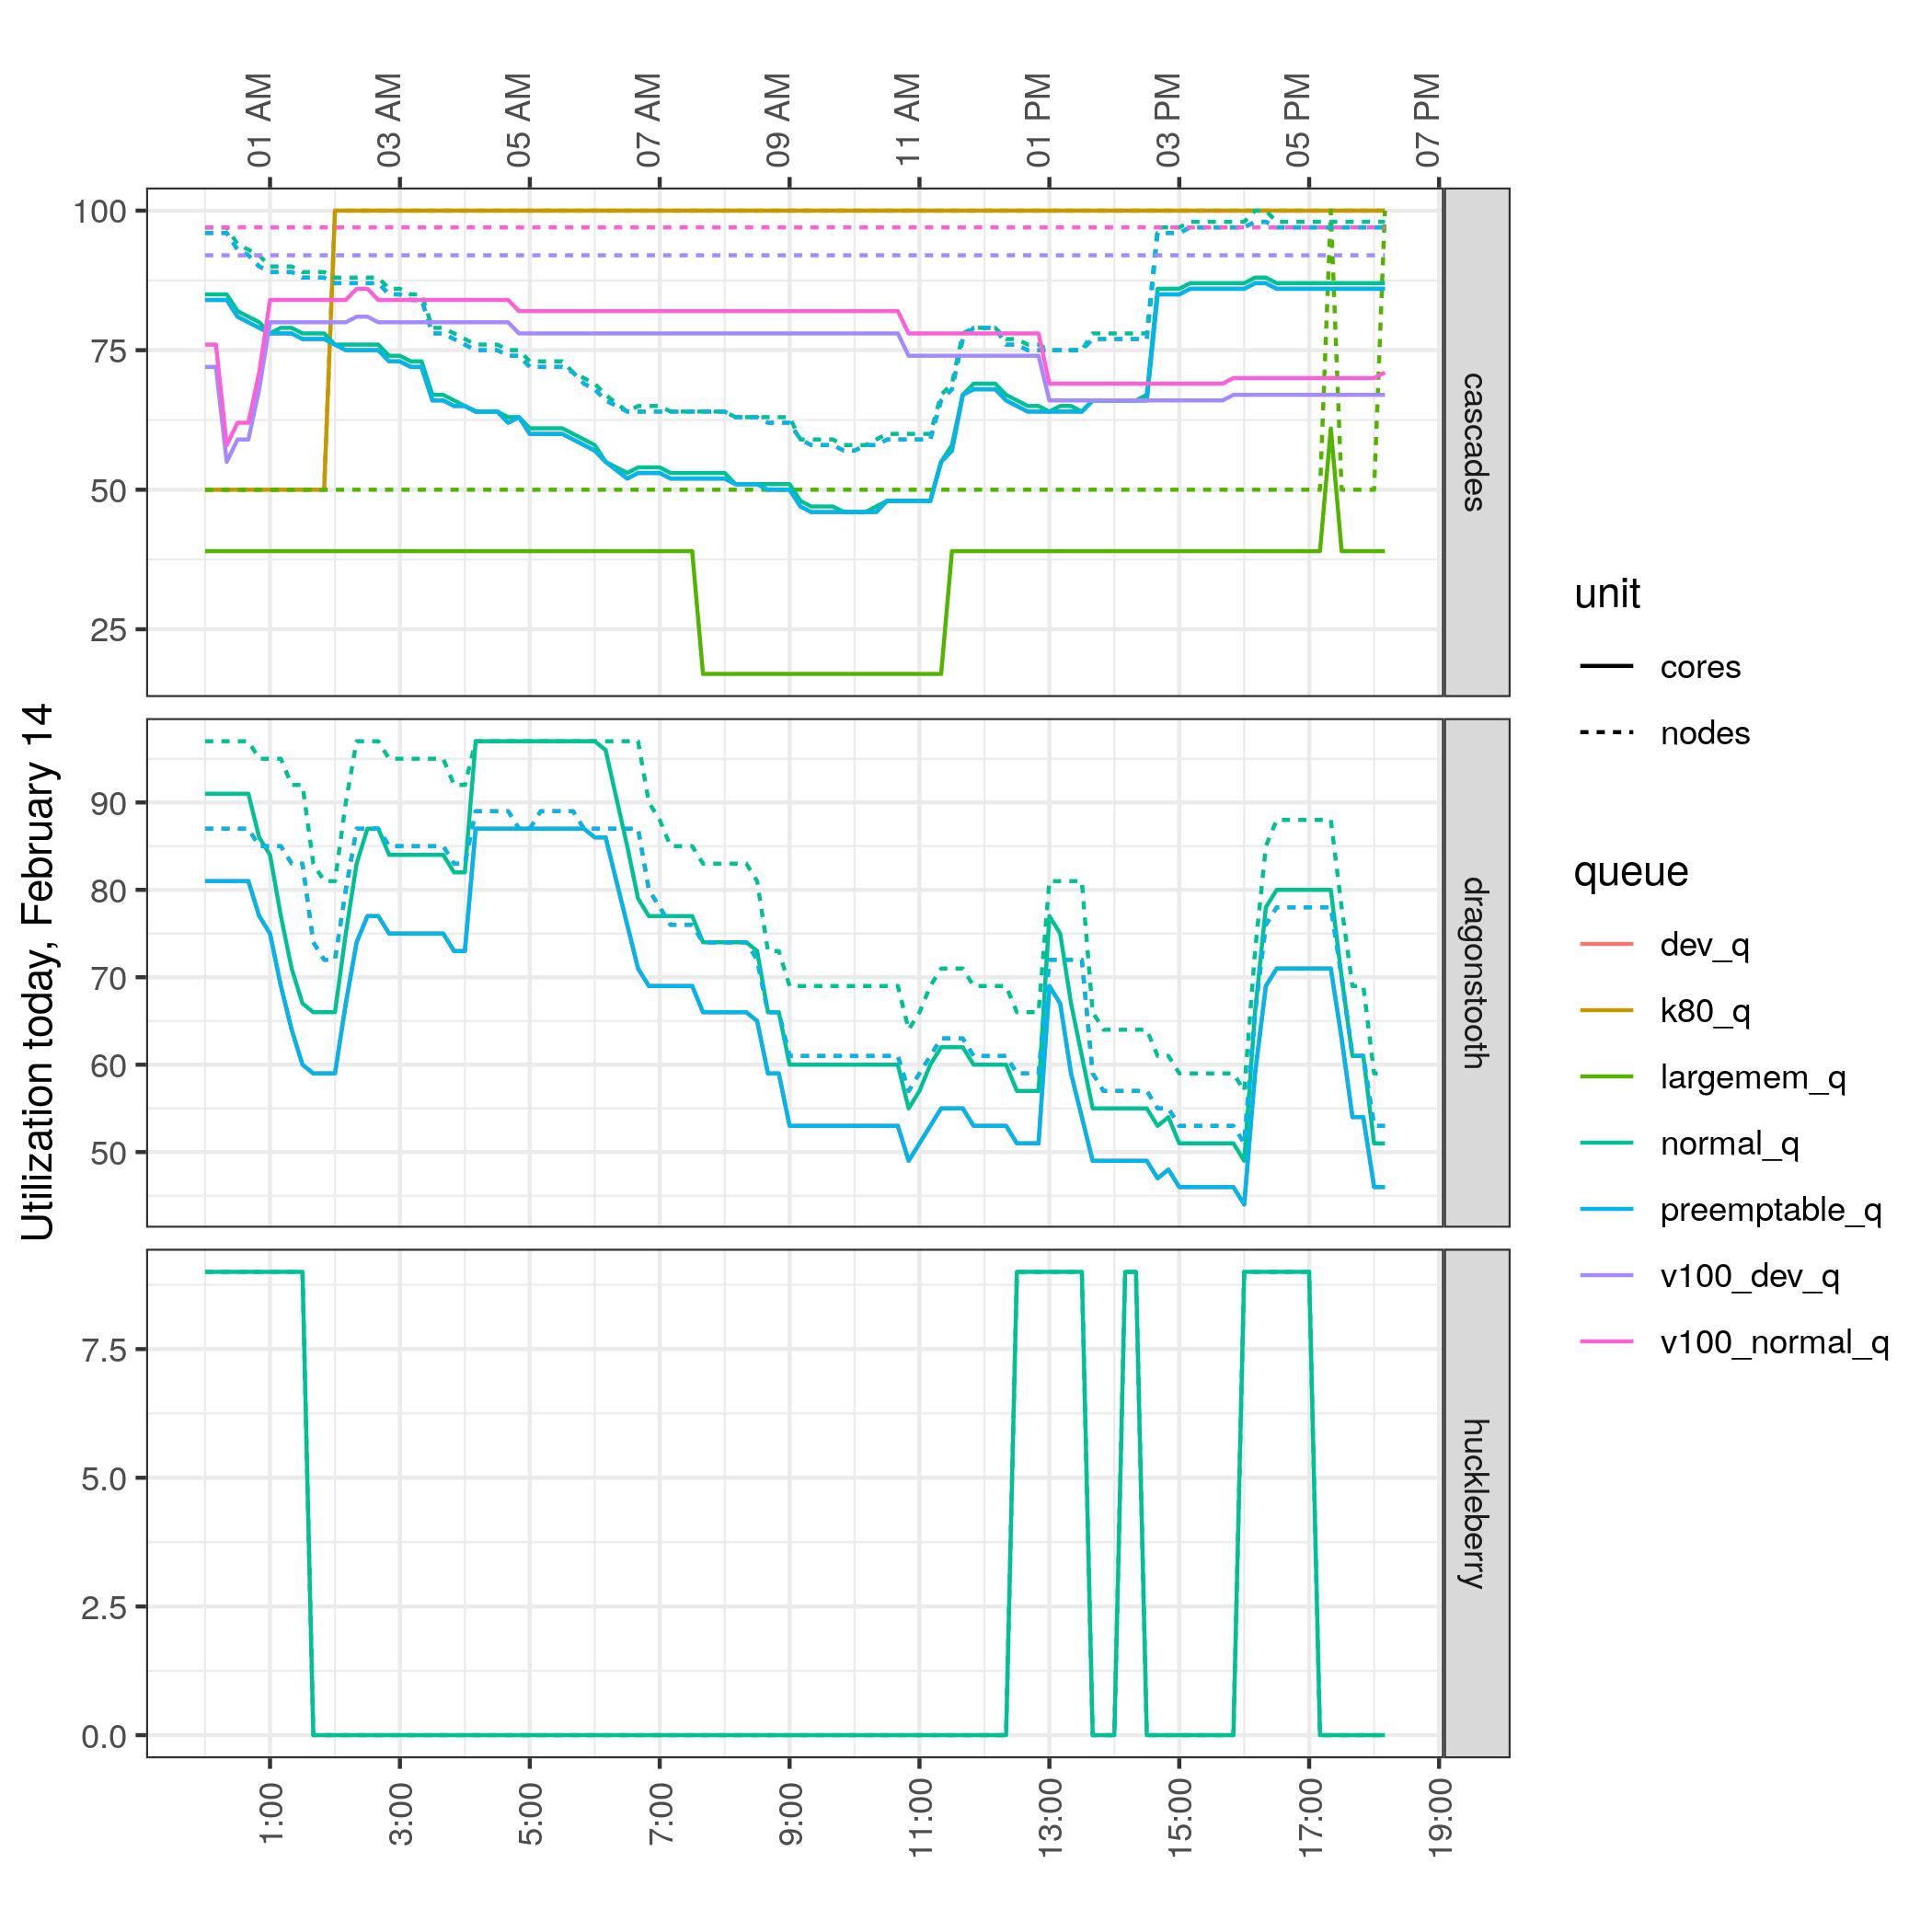 01 AM
03 AM
05 AM
07 AM
09 AM
11 AM
01 PM
03 PM
05 PM
07 PM
Utilization today, February 14
100
75
50
25
cascades
90
80
70
60
50
dragonstooth
7.5
5.0
2.5
0.0
huckleberry
1:00
3:00
5:00
7:00
9:00
11:00
13:00
15:00
17:00
19:00
unit
cores
nodes
queue
dev_q
k80_q
largemem_q
normal_q
preemptable_q
v100_dev_q
v100_normal_q